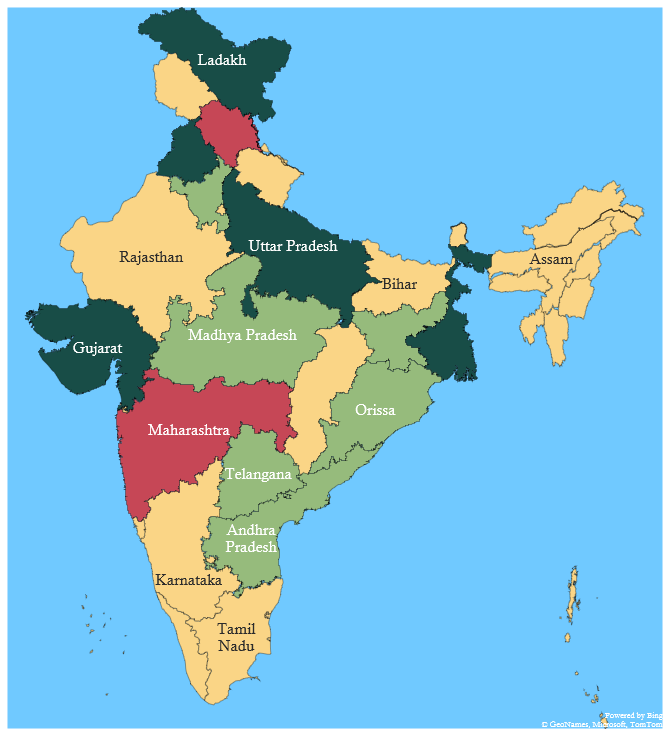 Ladakh
Uttar Pradesh
Rajasthan
Assam
Bihar
Madhya Pradesh
Gujarat
Orissa
Maharashtra
Telangana
Andhra
Pradesh
Karnataka
Tamil
Nadu
Powered by Bing
© GeoNames, Microsoft, TomTom